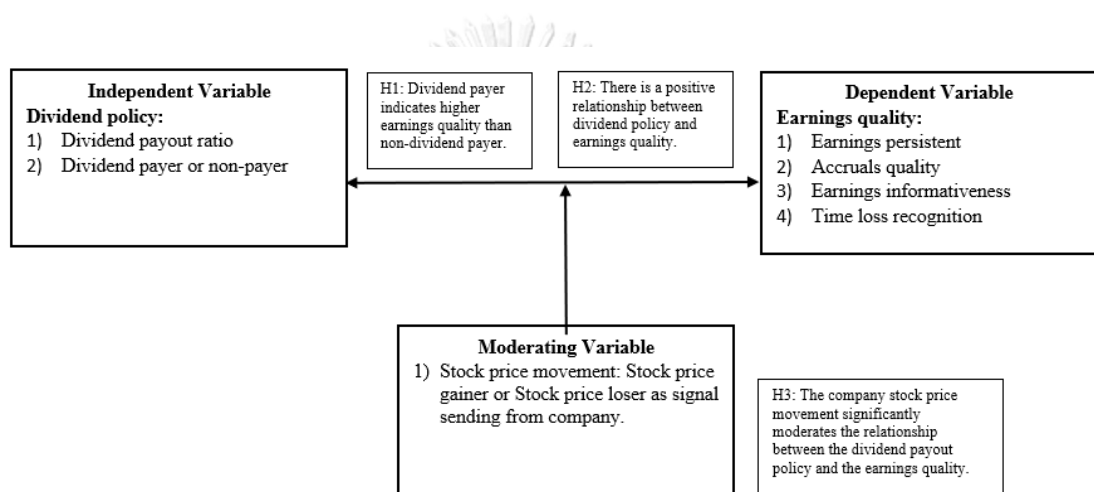 Independent Variable
Dividend policy:
1) Dividend payout ratio
2) Dividend payer or non-payer
H1: Dividend payer
indicates higher
earnings quality than
non-dividend payer.
H2: There is a positive
relationship between
dividend policy and
earnings quality.
Dependent Variable
Earnings quality:
1) Earnings persistent
2) Accruals quality
3) Earnings informativeness
4) Time loss recognition
Moderating Variable
1) Stock price movement: Stock price
gainer or Stock price loser as signal
sending from company.
H3: The company stock price
movement significantly
moderates the relationship
between the dividend payout
policy and the earnings quality.